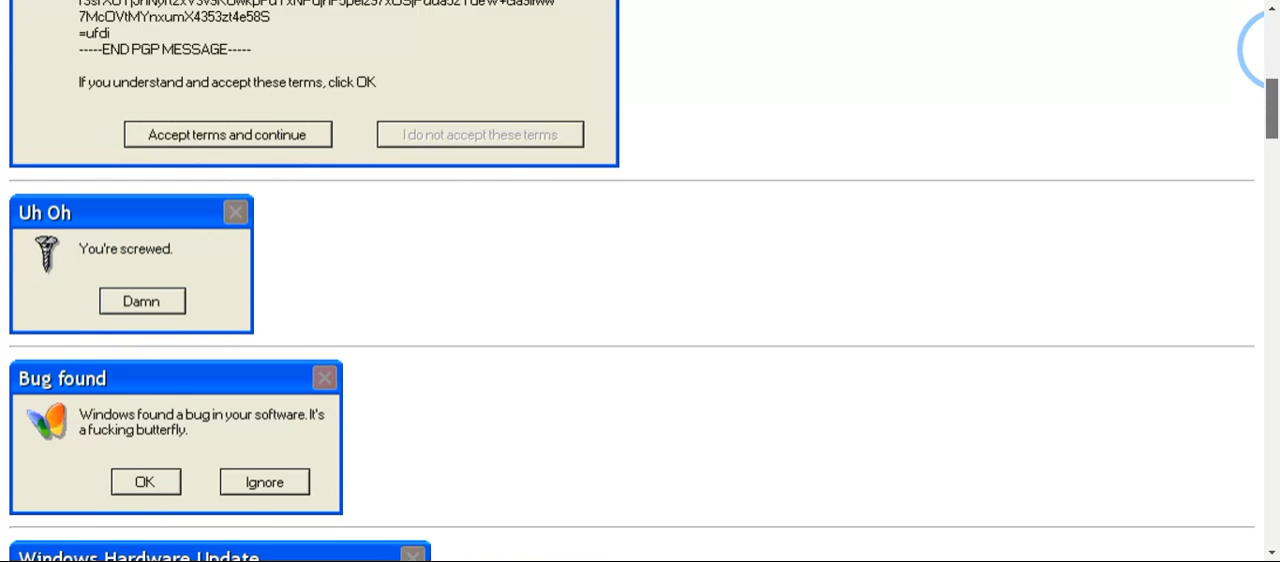 7McOVtMYnxumX4353zt4e58S
=ufdi
-----END PGP MESSAGE-----
If you understand and accept these terms, click OK
Accept terms and continue
I do not accept these terms
Uh Oh
You're screwed.
Damn
Bug found
Windows found a bug in your software. It's
a fucking butterfly.
OK
Ignore
Windows Hardware Update